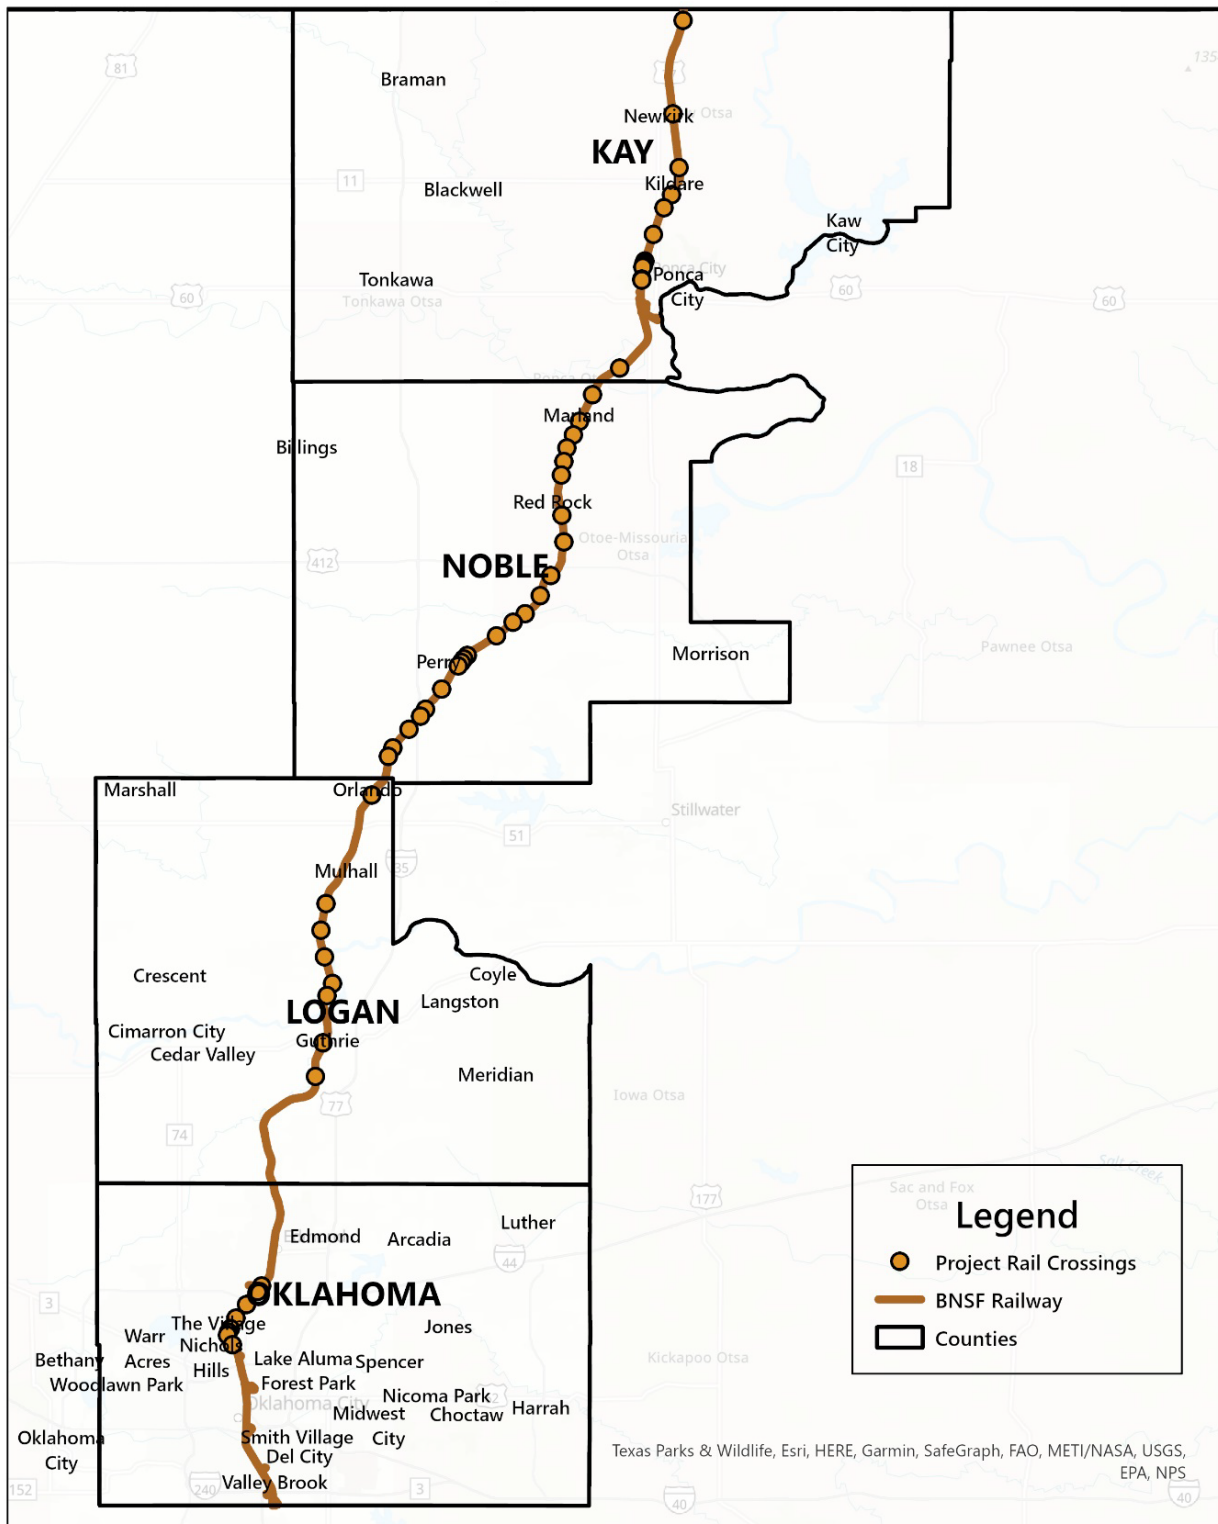 135
81
Braman
Newkirk
Otsa
KAY
11
Blackwell
Kildare
Kaw
City
Ponca City
Ponca
City
Tonkawa
Tonkawa Otsa
60
60
60
Marland
Billings
18
Red Rock
Otoe-Missouria
Otsa
412
NOBLE
Perry
Morrison
Pawnee Otsa
Marshall
Orlando
Stillwater
51
35
Mulhall
Crescent
Coyle
Langston
LOGAN
Cimarron City
Guthrie
Cedar Valley
Meridian
Iowa Otsa
77
74
Salt Creek
177
Sac and Fox
Otsa
Luther
Edmond
Arcadia
44
3
OKLAHOMA
The Village
Jones
Warr
Acres
Nichols
Hills
Bethany
Lake Aluma
Spencer
Kickapoo Otsa
Woodlawn Park
Forest Park
Nicoma Park
Oklahoma City
Midwest
City
Choctaw
Harrah
Oklahoma
City
Smith Village
Del City
Valley Brook
152
240
3
40
40
Legend
Project Rail Crossings
BNSF Railway
Counties
Texas Parks & Wildlife, Esri, HERE, Garmin, SafeGraph, FAO, METI/NASA, USGS,
EPA, NPS